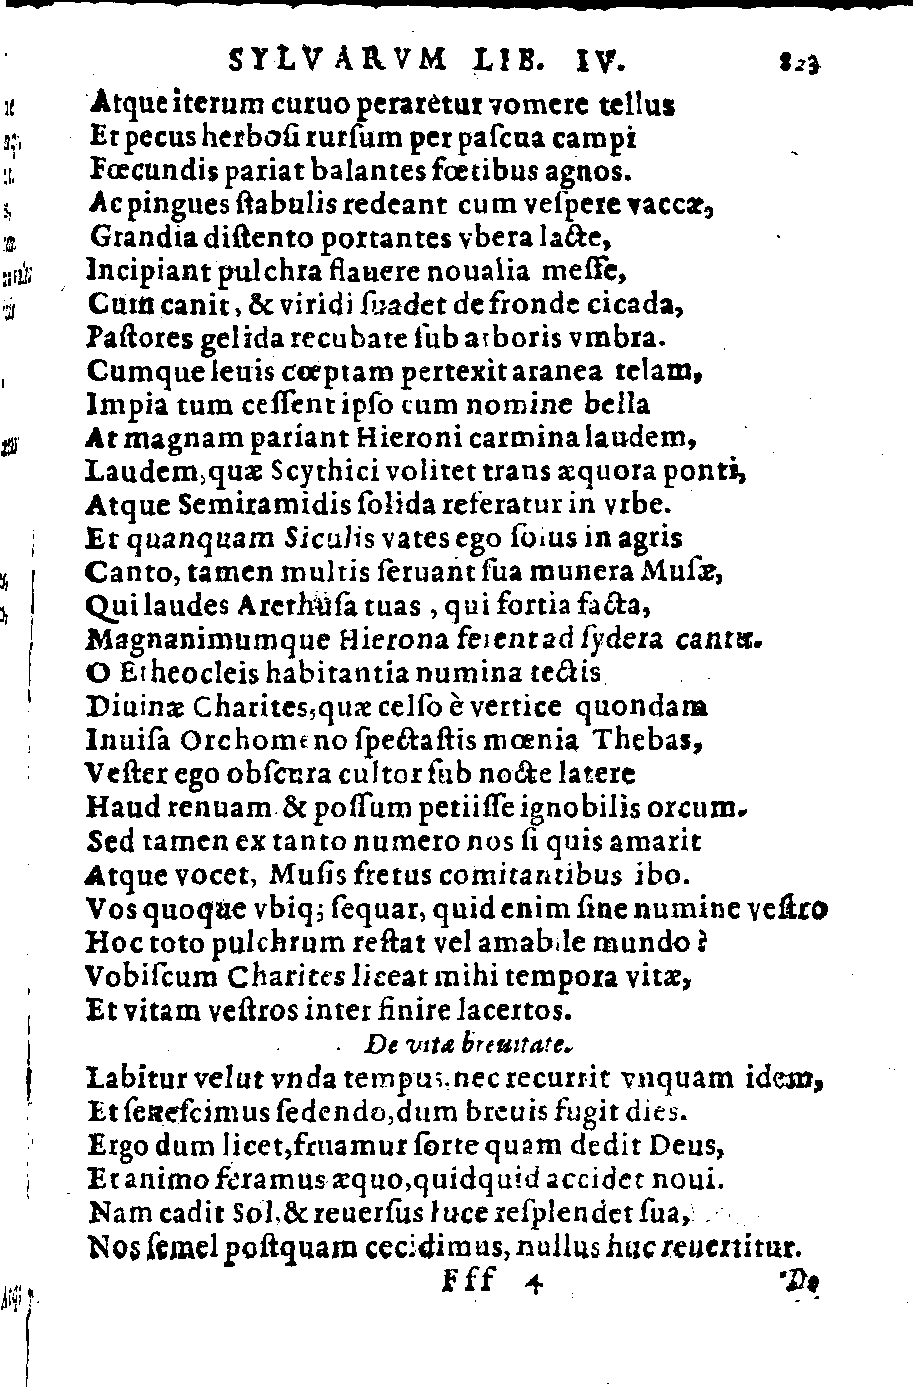 SYLVARVM LIB. IV. 823
Atque iterum curuo perarètur vomere tellus
Et pecus herbosi rurſum per paſcua campi
Fœcundis pariat balantes fœtibus agnos.
Ac pingues ſtabulis redeant cum veſpere vaccæ,
Grandia diſtento portantes vbera lacte,
Incipiant pulchra flauere noualia meſſe,
Cum canit, & viridi ſuadet de fronde cicada,
Paſtores gelida recubare ſub arboris vmbra.
Cumque leuis cœptam pertexit aranea telam,
Impia tum ceſſent ipſo cum nomine bella
At magnam pariant Hieroni carmina laudem,
Laudem, quæ Scythici volitet trans æquora ponti,
Atque Semiramidis ſolida referatur in vrbe.
Et quanquam Siculis vates ego ſolus in agris
Canto, tamen multis ſeruant ſua munera Muſæ,
Qui laudes Arethüſa tuas, qui fortia facta,
Magnanimumque Hierona ferent ad ſydera cantu.
O Etheocleis habitantia numina tectis
Diuinæ Charites, quæ celſo è vertice quondam
Inuiſa Orchomeno ſpectaſtis mœnia Thebas,
Veſter ego obſcura cultor ſub nocte latere
Haud renuam & poſſum petiiſſe ignobilis orcum.
Sed tamen ex tanto numero nos ſi quis amarit
Atque vocet, Muſis fretus comitantibus ibo.
Vos quoque vbiq; ſequar, quid enim ſine numine veſtro
Hoc toto pulchrum reſtat vel amabile mundo?
Vobiſcum Charites liceat mihi tempora vitæ,
Et vitam veſtros inter finire lacertos.
De vitæ breuitate.
Labitur velut vnda tempus, nec recurrit vnquam idem,
Et ſeneſcimus ſedendo, dum breuis fugit dies.
Ergo dum licet, fruamur ſorte quam dedit Deus,
Et animo feramus æquo, quidquid accidet noui.
Nam cadit Sol, & reuerſus luce reſplendet ſua,
Nos ſemel poſtquam cecidimus, nullus huc reuertitur.
Fff 4 De